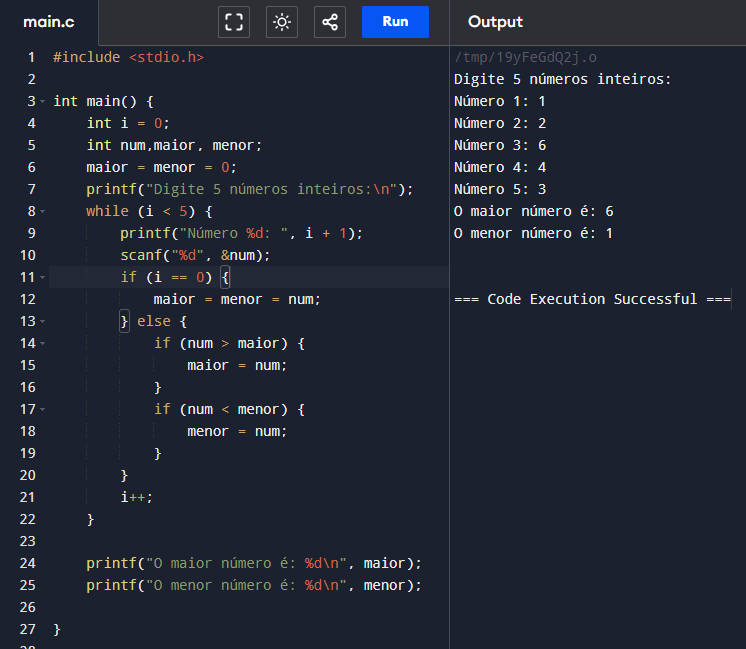 main.c
Run
Output
1 #include <stdio.h>
2
3 int main() {
4 int i = 0;
5 int num,maior, menor;
6 maior = menor = 0;
7 printf("Digite 5 números inteiros:\n");
8 while (i < 5) {
9 printf("Número %d: ", i + 1);
10 scanf("%d", &num);
11 if (i == 0) {
12 maior = menor = num;
13 } else {
14 if (num > maior) {
15 maior = num;
16 }
17 if (num < menor) {
18 menor = num;
19 }
20 }
21 i++;
22 }
23
24 printf("O maior número é: %d\n", maior);
25 printf("O menor número é: %d\n", menor);
26
27 }
/tmp/19yFeGdQ2j.o
Digite 5 números inteiros:
Número 1: 1
Número 2: 2
Número 3: 6
Número 4: 4
Número 5: 3
O maior número é: 6
O menor número é: 1
=== Code Execution Successful ===